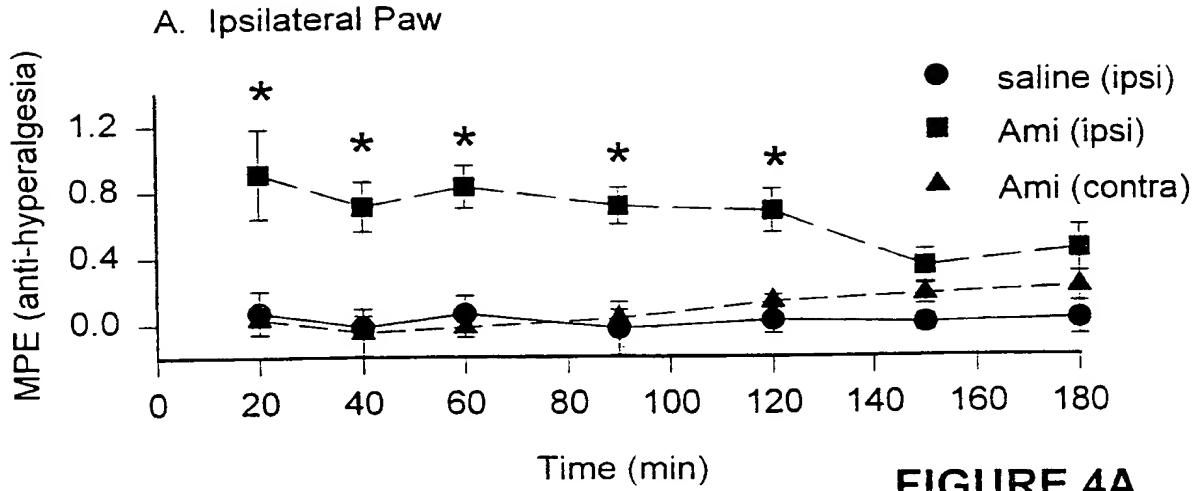 A. Ipsilateral Paw
MPE (anti-hyperalgesia)
1.2
0.8
0.4
0.0
* * * * *
saline (ipsi)
Ami (ipsi)
Ami (contra)
0 20 40 60 80 100 120 140 160 180
Time (min)
FIGURE 4A